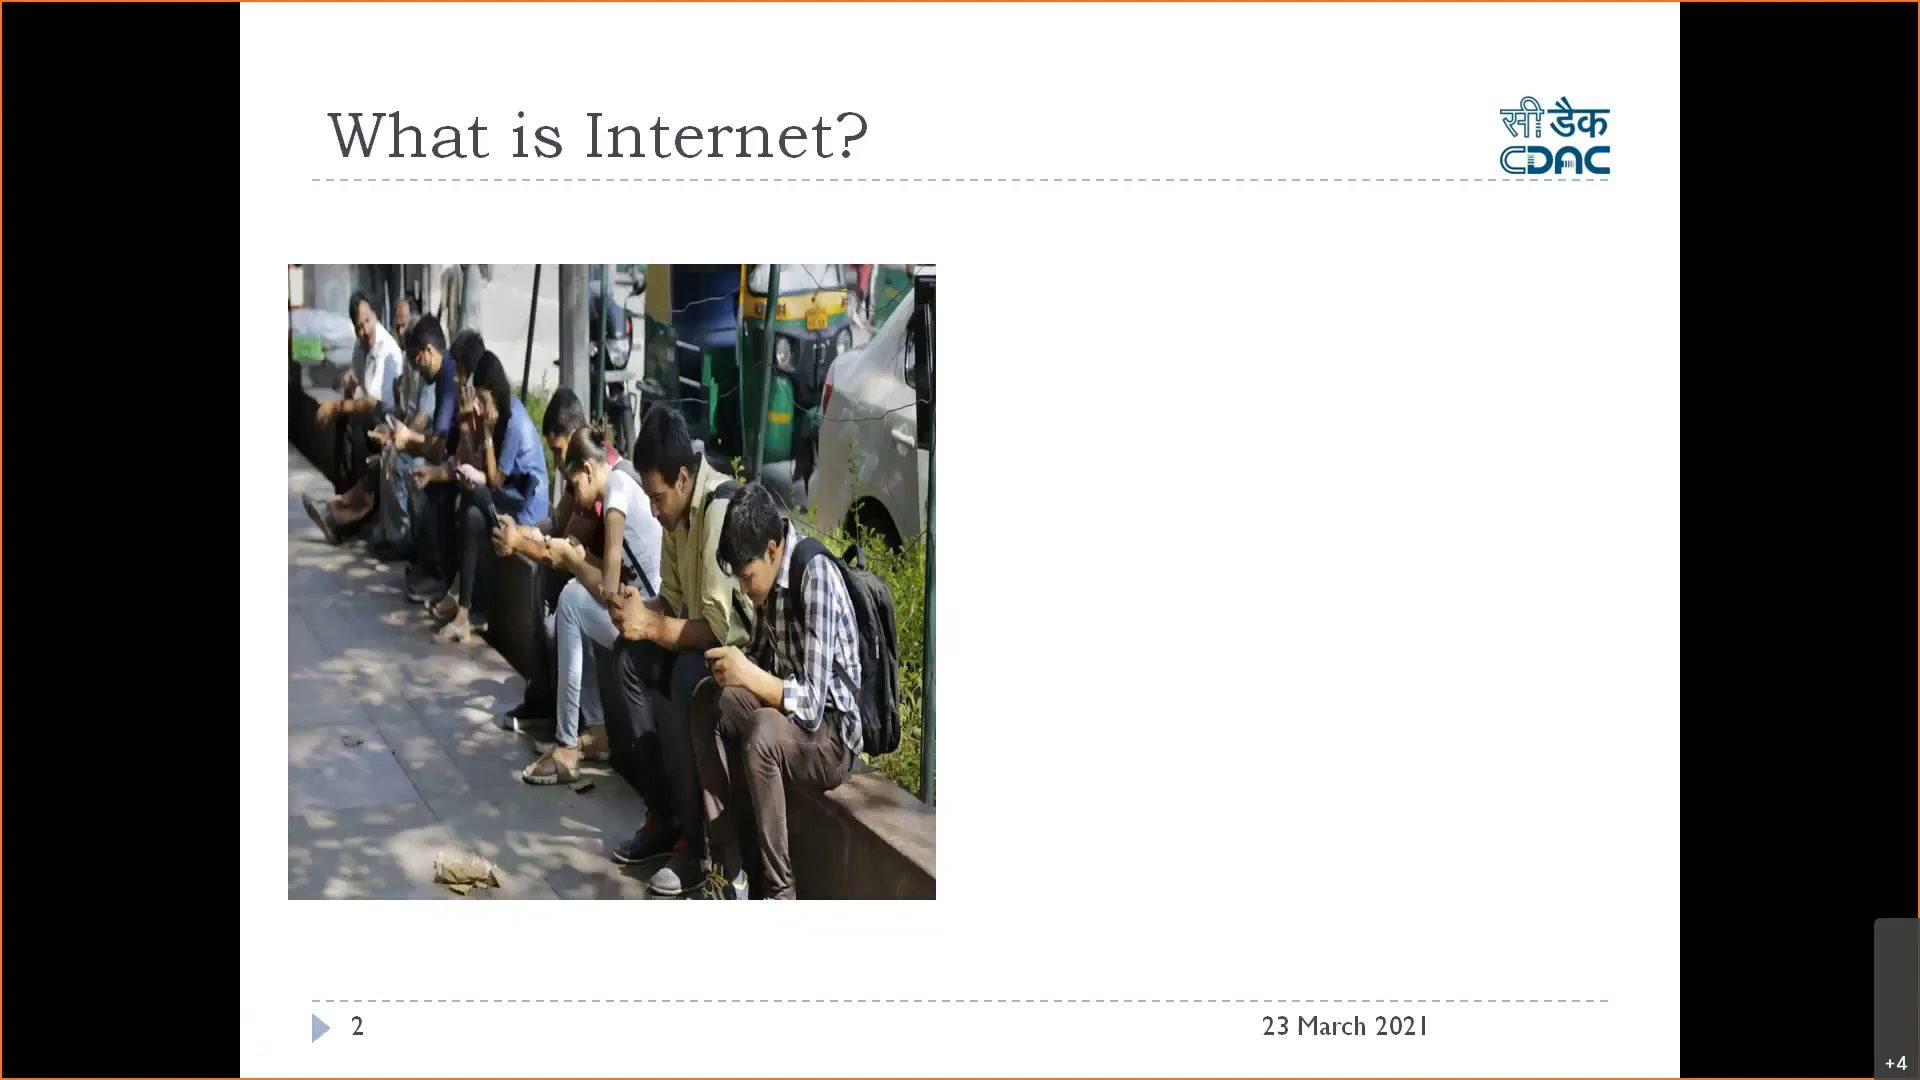 What is Internet?
सी डैक
CDAC
2
23 March 2021
+4